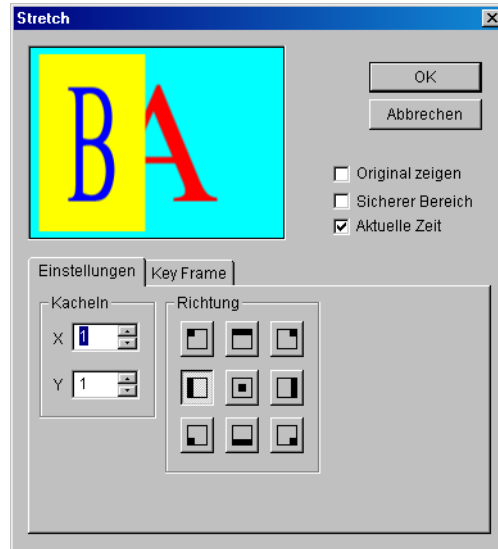 Stretch
B A
OK
Abbrechen
Original zeigen
Sicherer Bereich
Aktuelle Zeit
Einstellungen Key Frame
Kacheln Richtung
X 1
Y 1